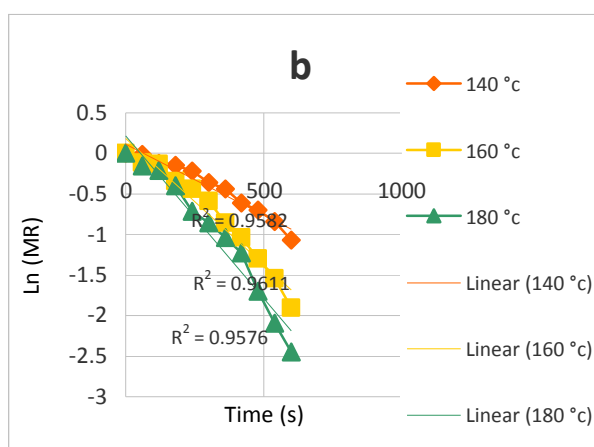 b
0.5
0
-0.5
-1
-1.5
-2
-2.5
-3
0
500
1000
R² = 0.9582
R² = 0.9611
R² = 0.9576
Ln (MR)
Time (s)
140 °c
160 °c
180 °c
Linear (140 °c)
Linear (160 °c)
Linear (180 °c)